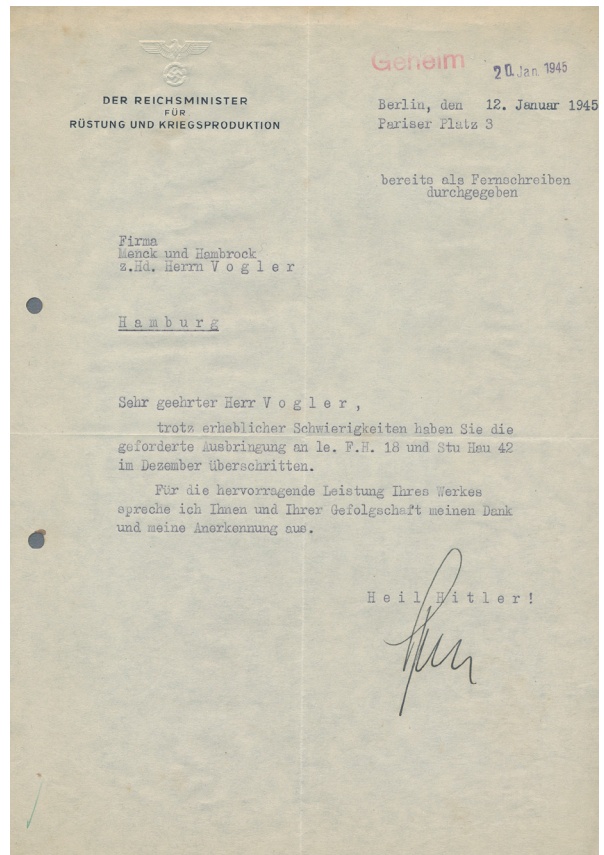 Geheim
20. Jan. 1945
DER REICHSMINISTER
FÜR
RÜSTUNG UND KRIEGSPRODUKTION
Berlin, den 12. Januar 1945
Pariser Platz 3
bereits als Fernschreiben
durchgegeben
Firma
Menck und Hambrock
z.Hd. Herrn V o g l e r
H a m b u r g
Sehr geehrter Herr V o g l e r ,
trotz erheblicher Schwierigkeiten haben Sie die
geforderte Ausbringung an le. F.H. 18 und Stu Hau 42
im Dezember überschritten.
Für die hervorragende Leistung Ihres Werkes
spreche ich Ihnen und Ihrer Gefolgschaft meinen Dank
und meine Anerkennung aus.
H e i l H i t l e r !